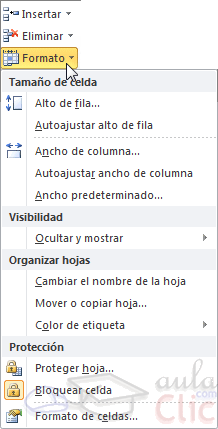 Insertar
Eliminar
Formato
Tamaño de celda
Alto de fila...
Autoajustar alto de fila
Ancho de columna...
Autoajustar ancho de columna
Ancho predeterminado...
Visibilidad
Ocultar y mostrar
Organizar hojas
Cambiar el nombre de la hoja
Mover o copiar hoja...
Color de etiqueta
Protección
Proteger hoja...
Bloquear celda
Formato de celdas...
aula
.com
Clic